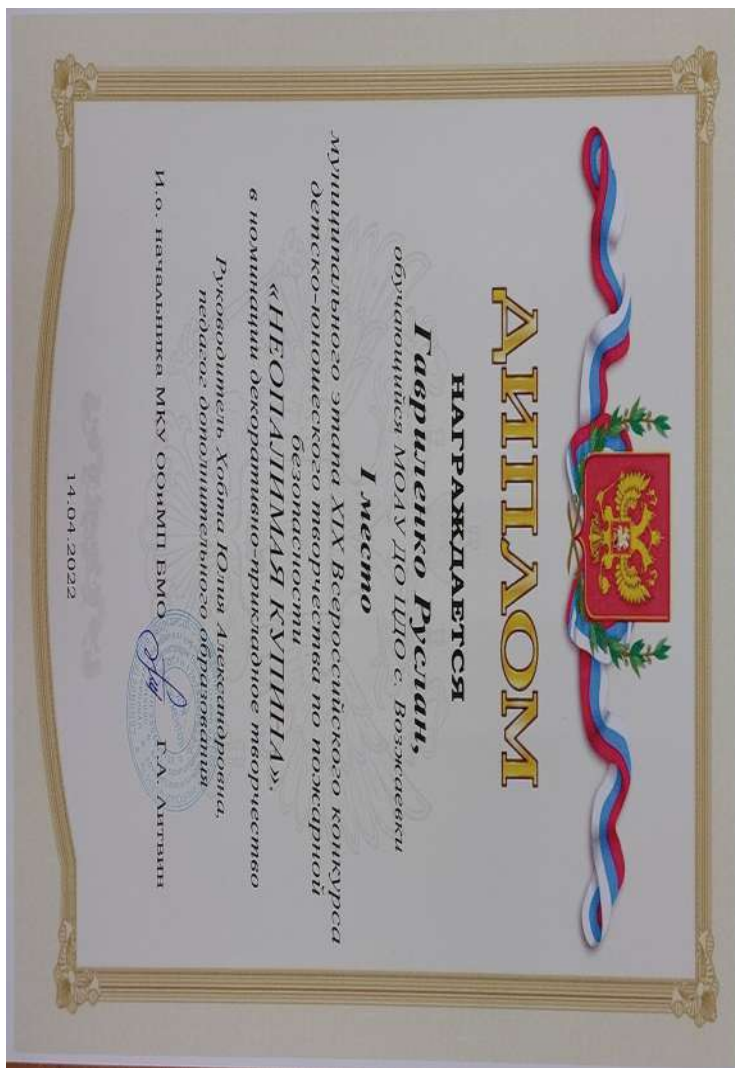 ДИПЛОМ
НАГРАЖДАЕТСЯ
Гавриленко Руслан,
обучающийся МОАУ ДО ЦДО с. Возжаевки
I место
муниципального этапа XIX Всероссийского конкурса
детско-юношеского творчества по пожарной
безопасности
«НЕОПАЛИМАЯ КУПИНА»,
в номинации декоративно-прикладное творчество
Руководитель Хобта Юлия Александровна,
педагог дополнительного образования
И.о. начальника МКУ ООиМП БМО Г.А. Литвин
14.04.2022